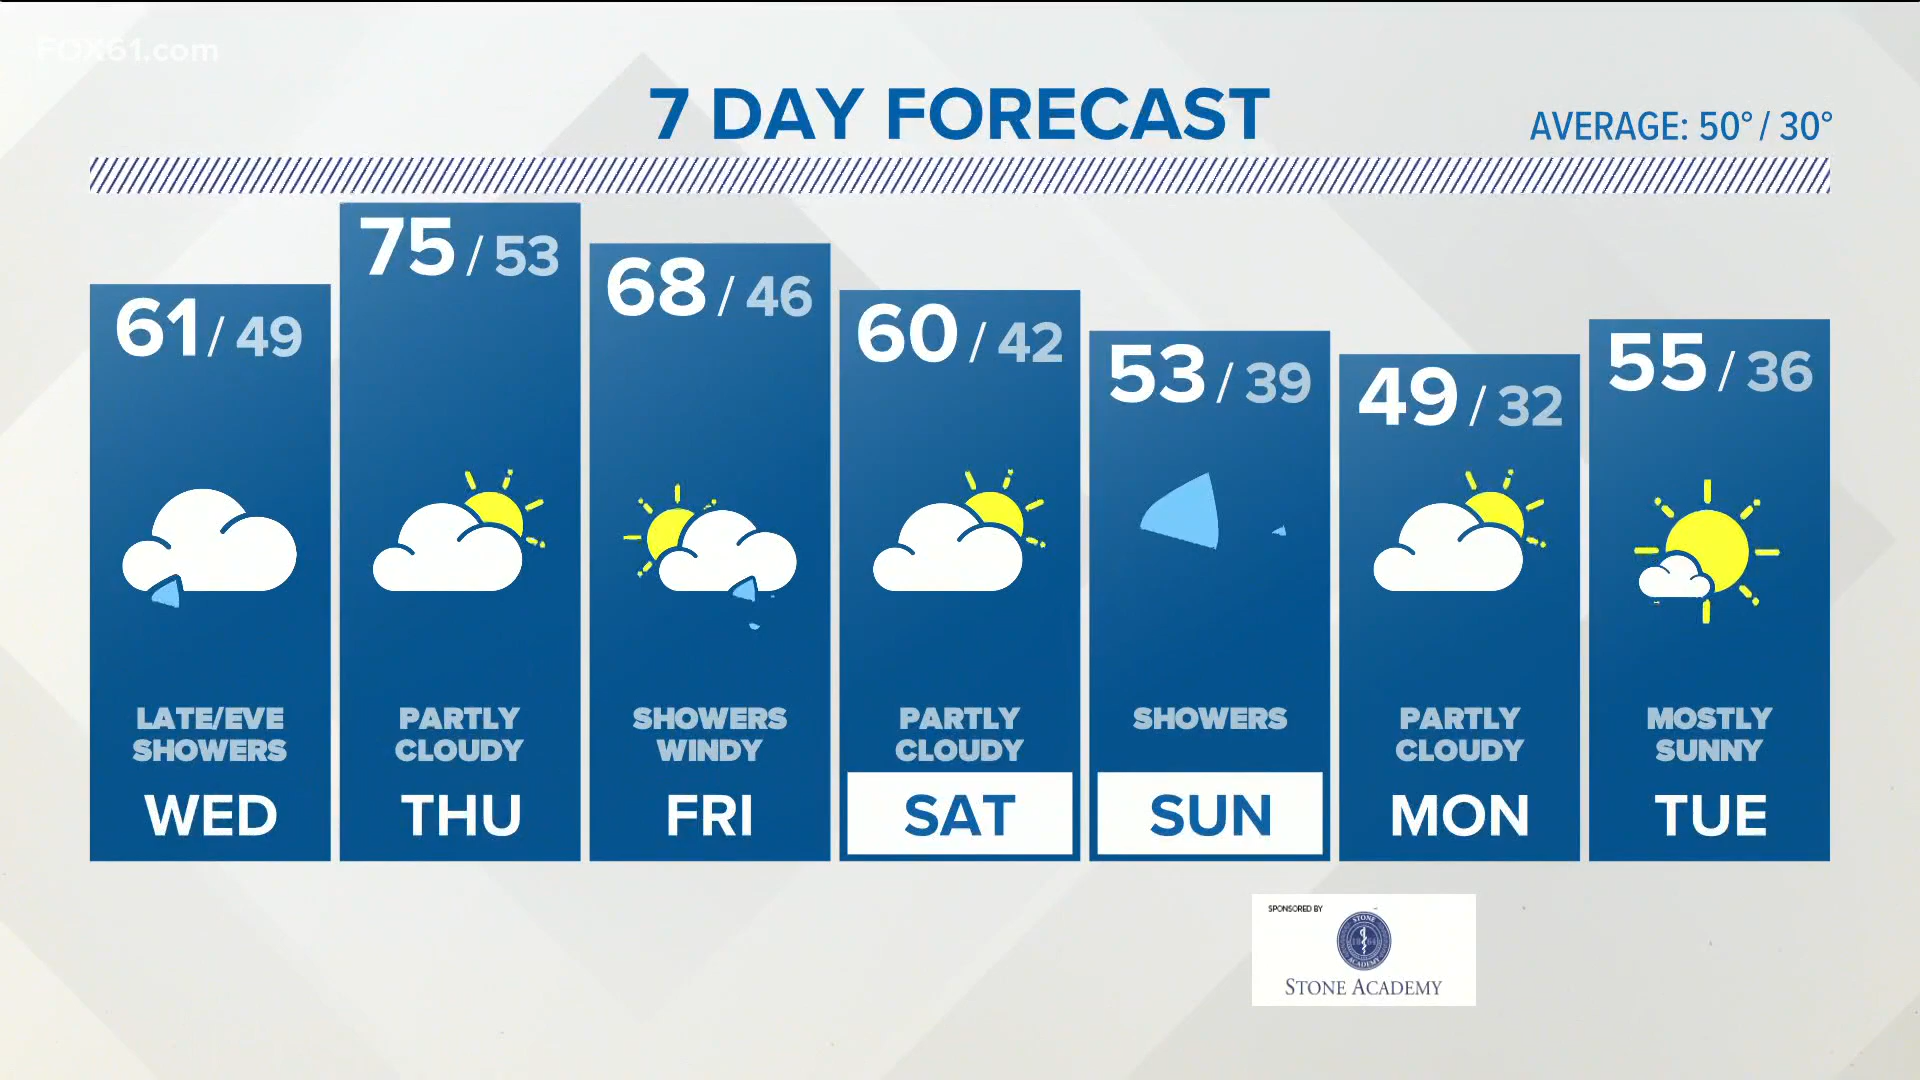 FOX61.com
7 DAY FORECAST
AVERAGE: 50° / 30°
61 / 49
75 / 53
68 / 46
60 / 42
53 / 39
49 / 32
55 / 36
LATE/EVE
SHOWERS
PARTLY
CLOUDY
SHOWERS
WINDY
PARTLY
CLOUDY
SHOWERS
PARTLY
CLOUDY
MOSTLY
SUNNY
WED
THU
FRI
SAT
SUN
MON
TUE
SPONSORED BY
STONE
ACADEMY
STONE ACADEMY